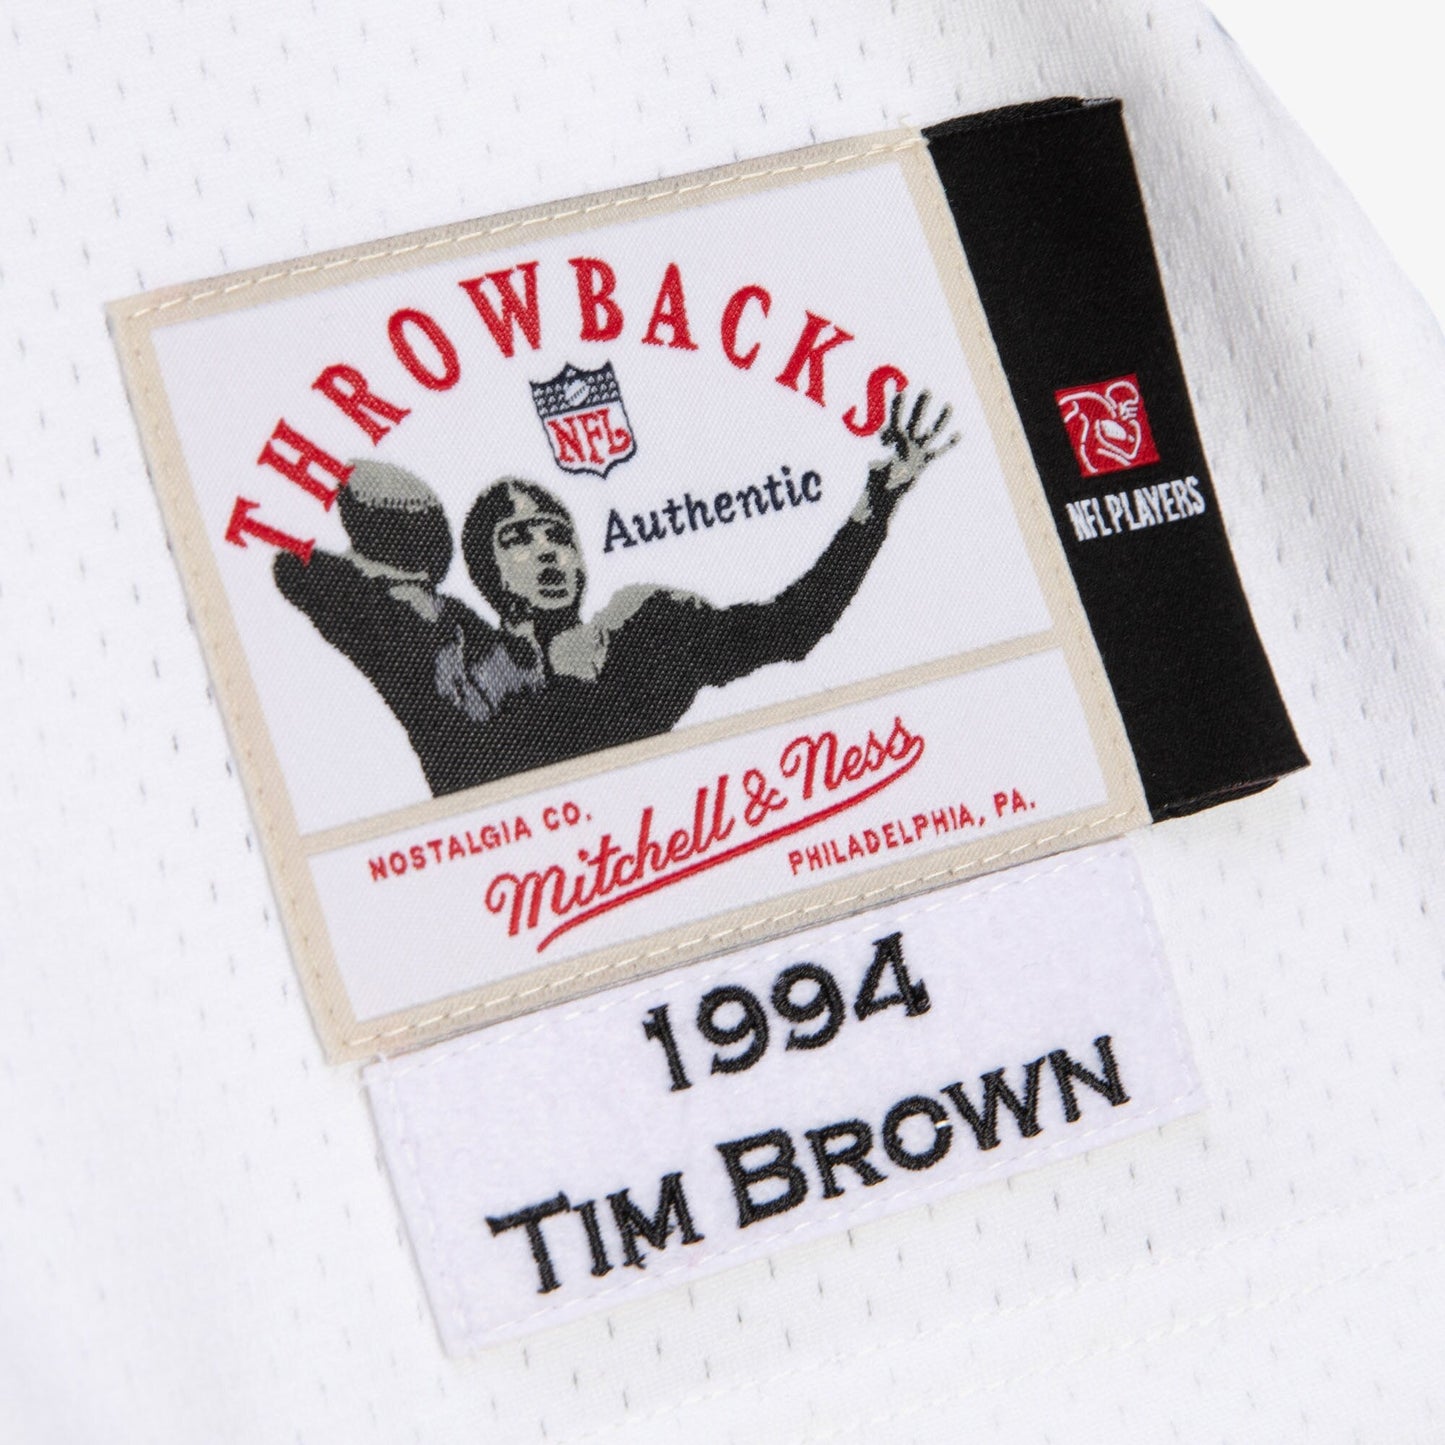 THROWBACKS
NFL
Authentic
NFL PLAYERS
NOSTALGIA CO.
Mitchell & Ness
PHILADELPHIA, PA.
1994
TIM BROWN